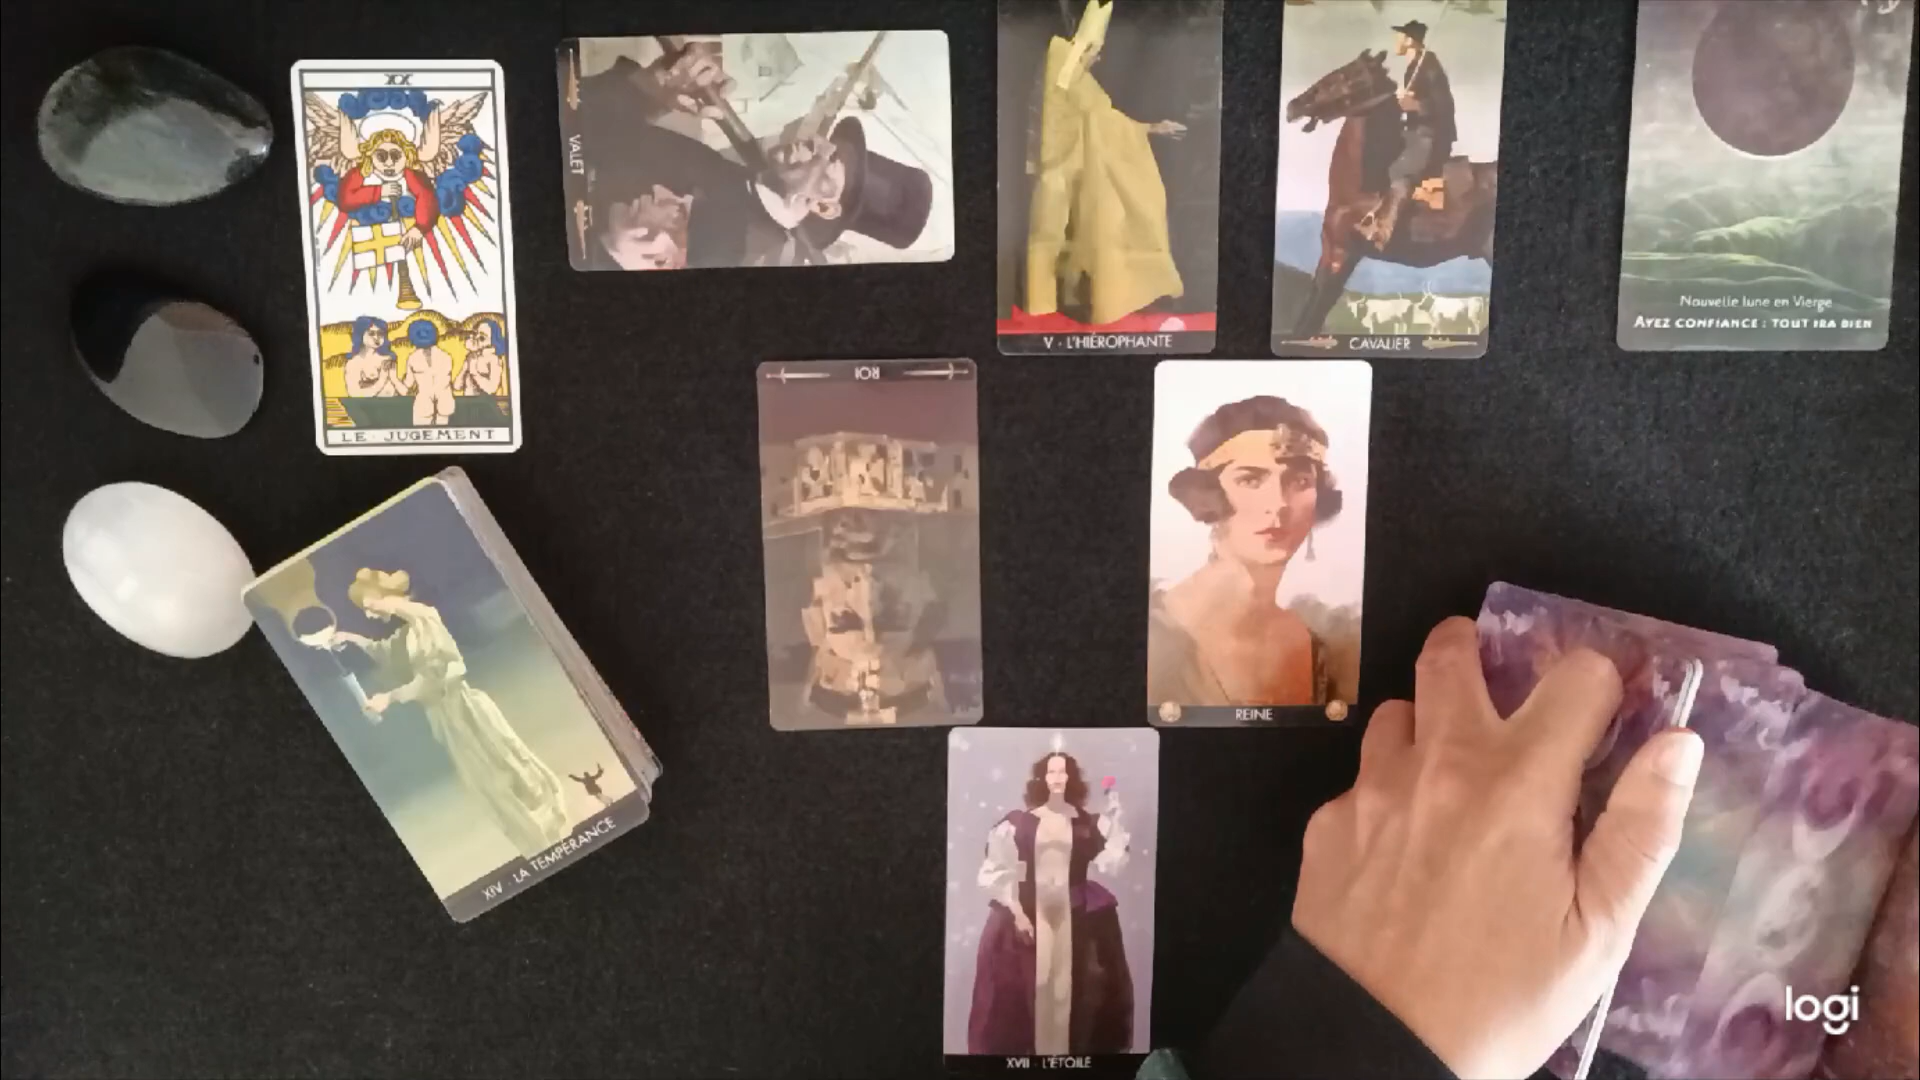 XX
LE · JUGEMENT
VALET
V · L'HIÉROPHANTE
CAVALIER
Nouvelle lune en Vierge
AYEZ CONFIANCE : TOUT IRA BIEN
ROI
REINE
XIV · LA TEMPÉRANCE
XVII · L'ÉTOILE
logi